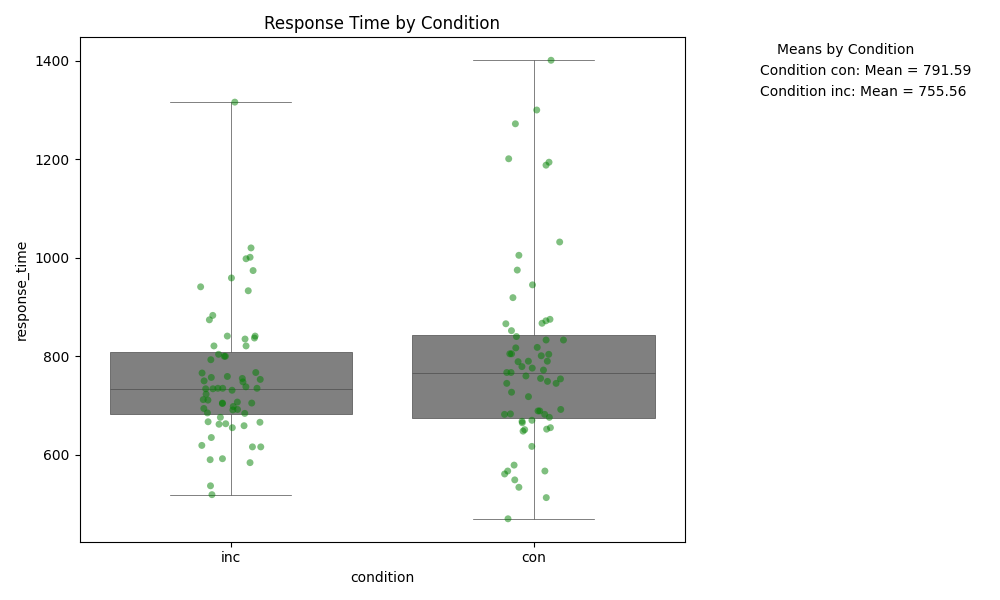 Response Time by Condition
Means by Condition
Condition con: Mean = 791.59
Condition inc: Mean = 755.56
1400
1200
1000
800
600
response_time
inc
con
condition